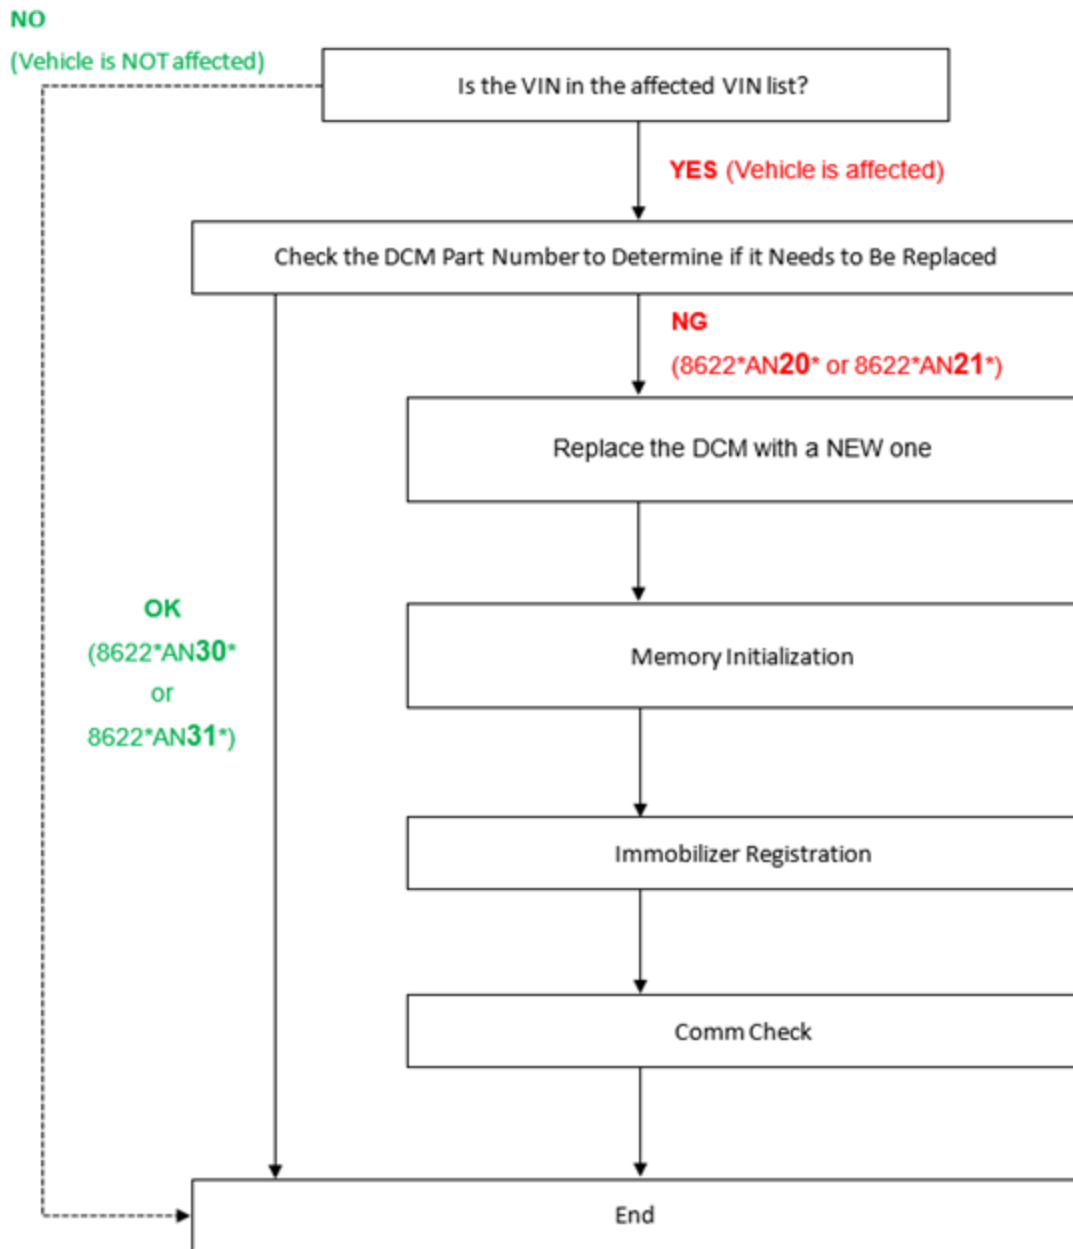 NO
(Vehicle is NOT affected)
Is the VIN in the affected VIN list?
YES (Vehicle is affected)
Check the DCM Part Number to Determine if it Needs to Be Replaced
NG
(8622*AN20* or 8622*AN21*)
Replace the DCM with a NEW one
OK
(8622*AN30*
or
8622*AN31*)
Memory Initialization
Immobilizer Registration
Comm Check
End